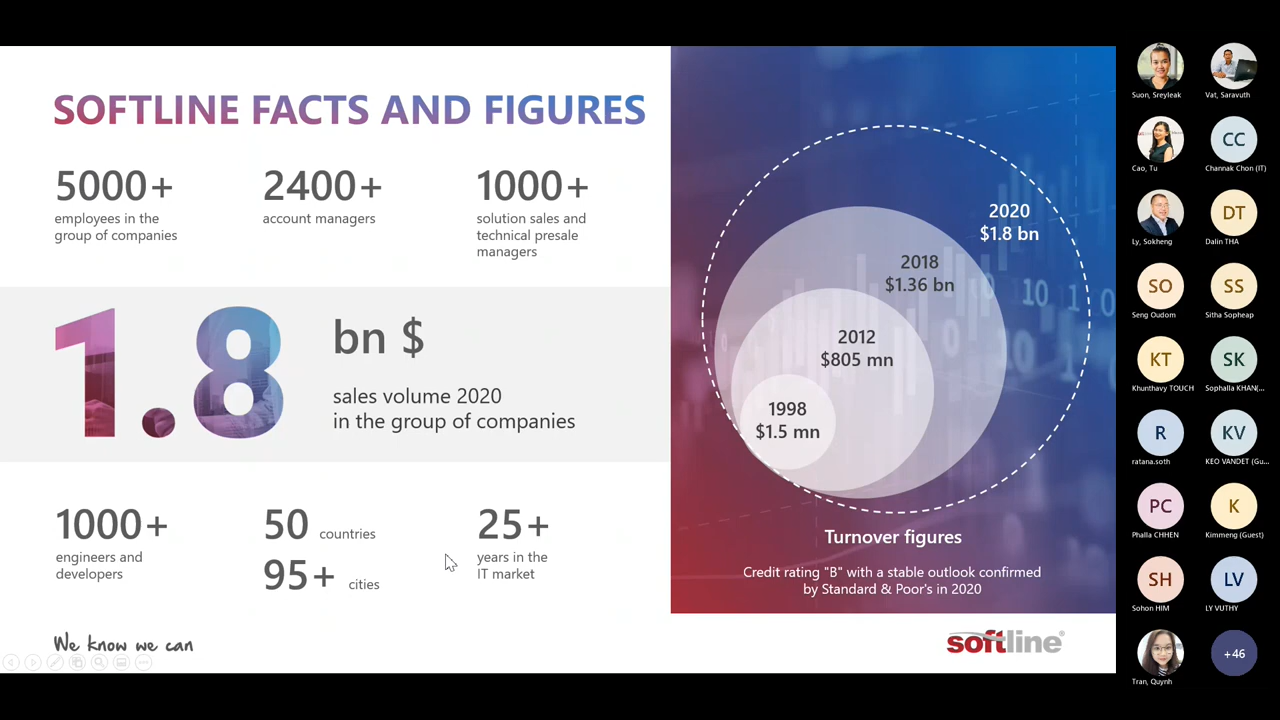 SOFTLINE FACTS AND FIGURES
5000+
employees in the
group of companies
2400+
account managers
1000+
solution sales and
technical presale
managers
1.8
bn $
sales volume 2020
in the group of companies
1000+
engineers and
developers
50 countries
95+ cities
25+
years in the
IT market
We know we can
2020
$1.8 bn
2018
$1.36 bn
2012
$805 mn
1998
$1.5 mn
10
Turnover figures
Credit rating "B" with a stable outlook confirmed
by Standard & Poor's in 2020
softline®
Suon, Sreyleak
Vat, Saravuth
Cao, Tu
CC
Channak Chon (IT)
Ly, Sokheng
DT
Dalin THA
SO
Seng Oudom
SS
Sitha Sopheap
KT
Khunthavy TOUCH
SK
Sophalla KHAN(...
R
ratana.soth
KV
KEO VANDET (Gu...
PC
Phalla CHHEN
K
Kimmeng (Guest)
SH
Sohon HIM
LV
LY VUTHY
Tran, Quynh
+46